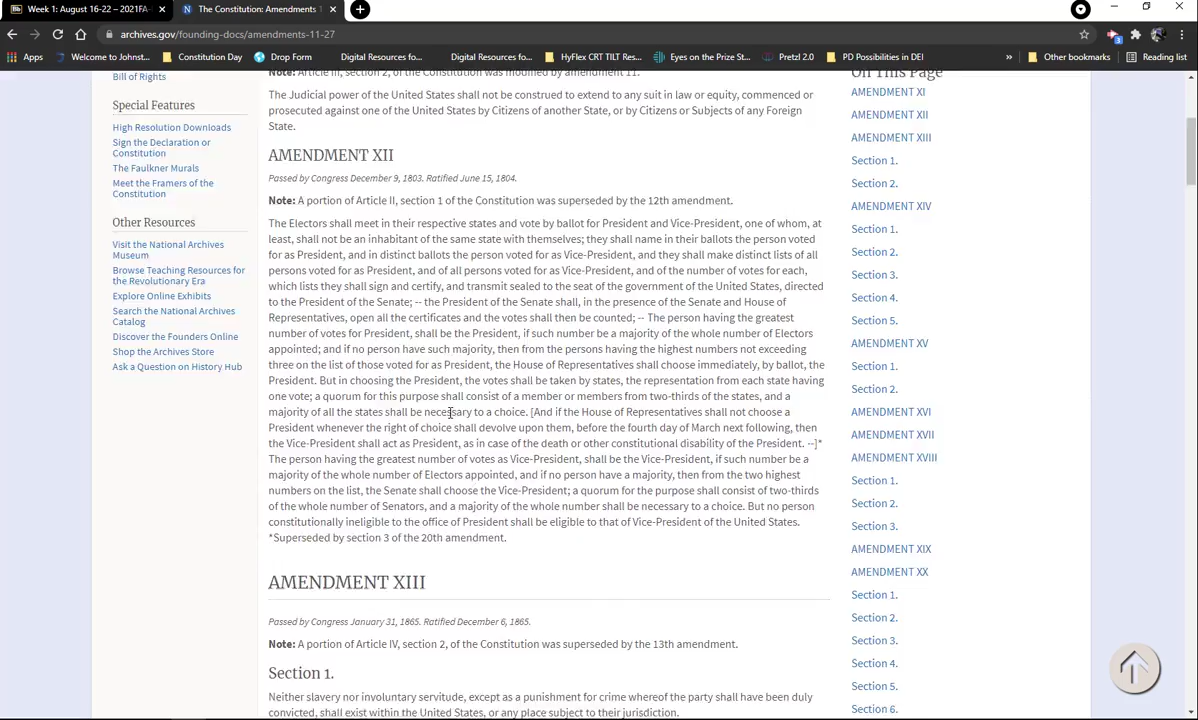 Week 1: August 16-22 – 2021FA-
The Constitution: Amendments 1
archives.gov/founding-docs/amendments-11-27
Apps
Welcome to Johnst...
Constitution Day
Drop Form
Digital Resources fo...
Digital Resources fo...
HyFlex CRT TILT Res...
Eyes on the Prize St...
Pretzl 2.0
PD Possibilities in DEI
»
Other bookmarks
Reading list
Bill of Rights
Special Features
High Resolution Downloads
Sign the Declaration or
Constitution
The Faulkner Murals
Meet the Framers of the
Constitution
Other Resources
Visit the National Archives
Museum
Browse Teaching Resources for
the Revolutionary Era
Explore Online Exhibits
Search the National Archives
Catalog
Discover the Founders Online
Shop the Archives Store
Ask a Question on History Hub
Note: Article III, section 2, of the Constitution was modified by amendment 11.
The Judicial power of the United States shall not be construed to extend to any suit in law or equity, commenced or
prosecuted against one of the United States by Citizens of another State, or by Citizens or Subjects of any Foreign
State.
AMENDMENT XII
Passed by Congress December 9, 1803. Ratified June 15, 1804.
Note: A portion of Article II, section 1 of the Constitution was superseded by the 12th amendment.
The Electors shall meet in their respective states and vote by ballot for President and Vice-President, one of whom, at
least, shall not be an inhabitant of the same state with themselves; they shall name in their ballots the person voted
for as President, and in distinct ballots the person voted for as Vice-President, and they shall make distinct lists of all
persons voted for as President, and of all persons voted for as Vice-President, and of the number of votes for each,
which lists they shall sign and certify, and transmit sealed to the seat of the government of the United States, directed
to the President of the Senate; -- the President of the Senate shall, in the presence of the Senate and House of
Representatives, open all the certificates and the votes shall then be counted; -- The person having the greatest
number of votes for President, shall be the President, if such number be a majority of the whole number of Electors
appointed; and if no person have such majority, then from the persons having the highest numbers not exceeding
three on the list of those voted for as President, the House of Representatives shall choose immediately, by ballot, the
President. But in choosing the President, the votes shall be taken by states, the representation from each state having
one vote; a quorum for this purpose shall consist of a member or members from two-thirds of the states, and a
majority of all the states shall be necessary to a choice. [And if the House of Representatives shall not choose a
President whenever the right of choice shall devolve upon them, before the fourth day of March next following, then
the Vice-President shall act as President, as in case of the death or other constitutional disability of the President. --]*
The person having the greatest number of votes as Vice-President, shall be the Vice-President, if such number be a
majority of the whole number of Electors appointed, and if no person have a majority, then from the two highest
numbers on the list, the Senate shall choose the Vice-President; a quorum for the purpose shall consist of two-thirds
of the whole number of Senators, and a majority of the whole number shall be necessary to a choice. But no person
constitutionally ineligible to the office of President shall be eligible to that of Vice-President of the United States.
*Superseded by section 3 of the 20th amendment.
AMENDMENT XIII
Passed by Congress January 31, 1865. Ratified December 6, 1865.
Note: A portion of Article IV, section 2, of the Constitution was superseded by the 13th amendment.
Section 1.
Neither slavery nor involuntary servitude, except as a punishment for crime whereof the party shall have been duly
convicted, shall exist within the United States, or any place subject to their jurisdiction.
On This Page
AMENDMENT XI
AMENDMENT XII
AMENDMENT XIII
Section 1.
Section 2.
AMENDMENT XIV
Section 1.
Section 2.
Section 3.
Section 4.
Section 5.
AMENDMENT XV
Section 1.
Section 2.
AMENDMENT XVI
AMENDMENT XVII
AMENDMENT XVIII
Section 1.
Section 2.
Section 3.
AMENDMENT XIX
AMENDMENT XX
Section 1.
Section 2.
Section 3.
Section 4.
Section 5.
Section 6.